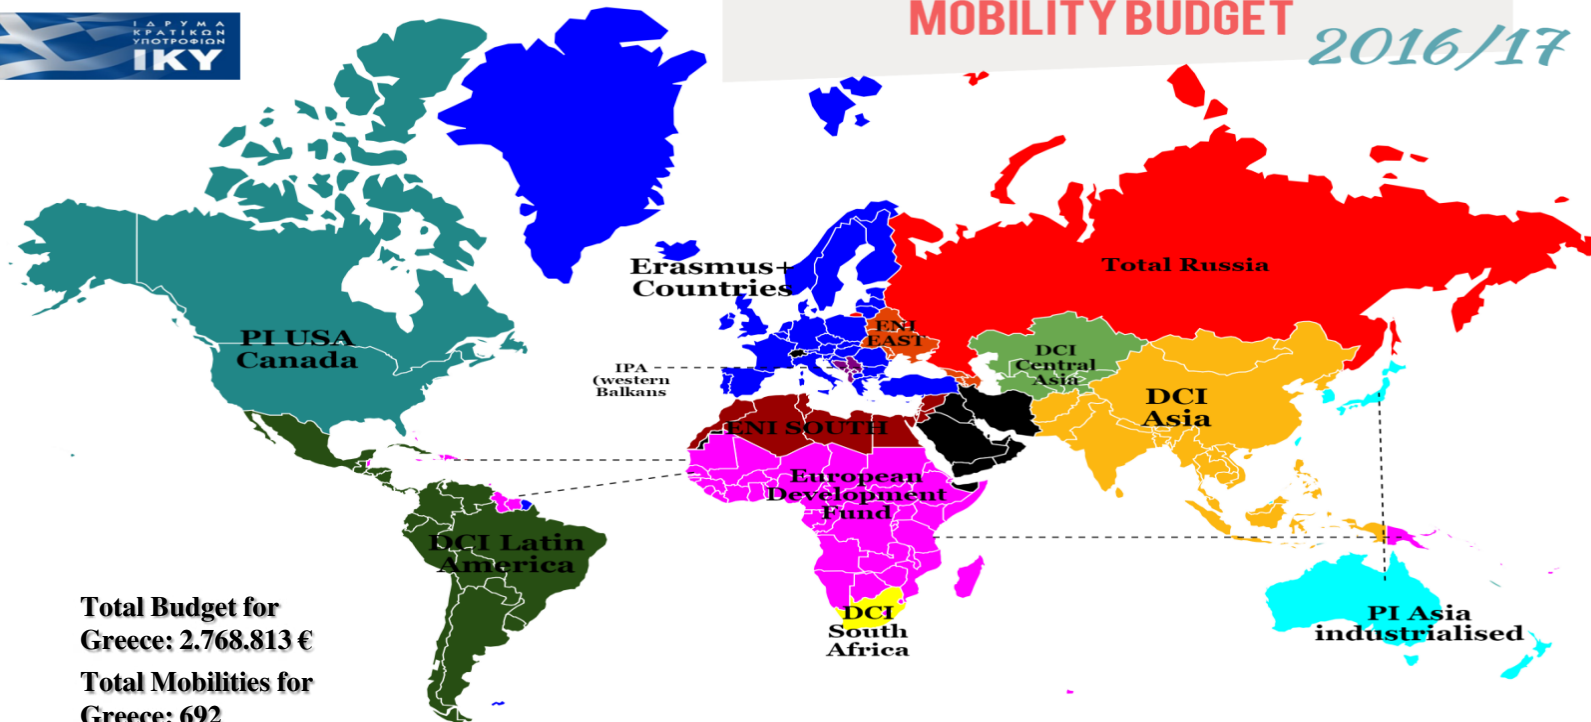 ΙΔΡΥΜΑ
ΚΡΑΤΙΚΩΝ
ΥΠΟΤΡΟΦΙΩΝ
ΙΚΥ
MOBILITY BUDGET
2016/17
Erasmus+
Countries
Total Russia
PI USA
Canada
ENI
EAST
IPA
(western
Balkans
DCI
Central
Asia
DCI
Asia
ENI SOUTH
European
Development
Fund
DCI Latin
America
DCI
South
Africa
PI Asia
industrialised
Total Budget for
Greece: 2.768.813 €
Total Mobilities for
Greece: 692